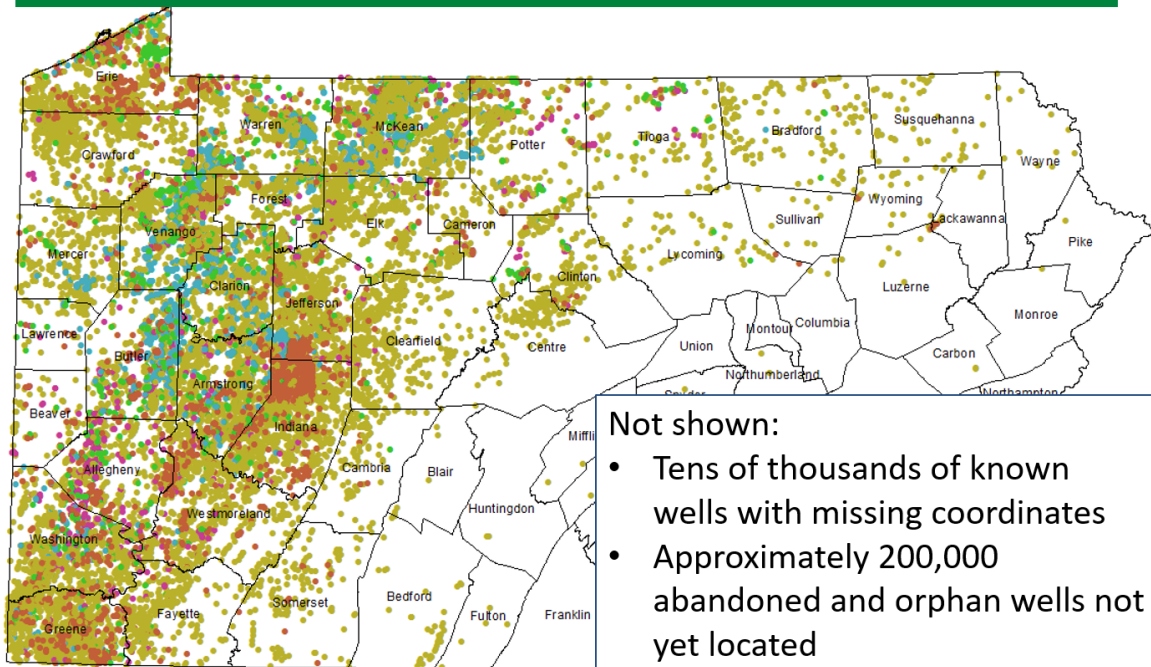 Erie
Warren
McKean
Susquehanna
Crawford
Potter
Tioga
Bradford
Wayne
Forest
Wyoming
Venango
Elk
Cameron
Sullivan
Lackawanna
Mercer
Lycoming
Pike
Clarion
Clinton
Luzerne
Jefferson
Lawrence
Butler
Clearfield
Centre
Union
Montour
Columbia
Monroe
Carbon
Armstrong
Northumberland
Beaver
Snyder
Northampton
Indiana
Miffli
Allegheny
Cambria
Blair
Huntingdon
Westmoreland
Washington
Greene
Fayette
Somerset
Bedford
Fulton
Franklin
Not shown:
• Tens of thousands of known
wells with missing coordinates
• Approximately 200,000
abandoned and orphan wells not
yet located